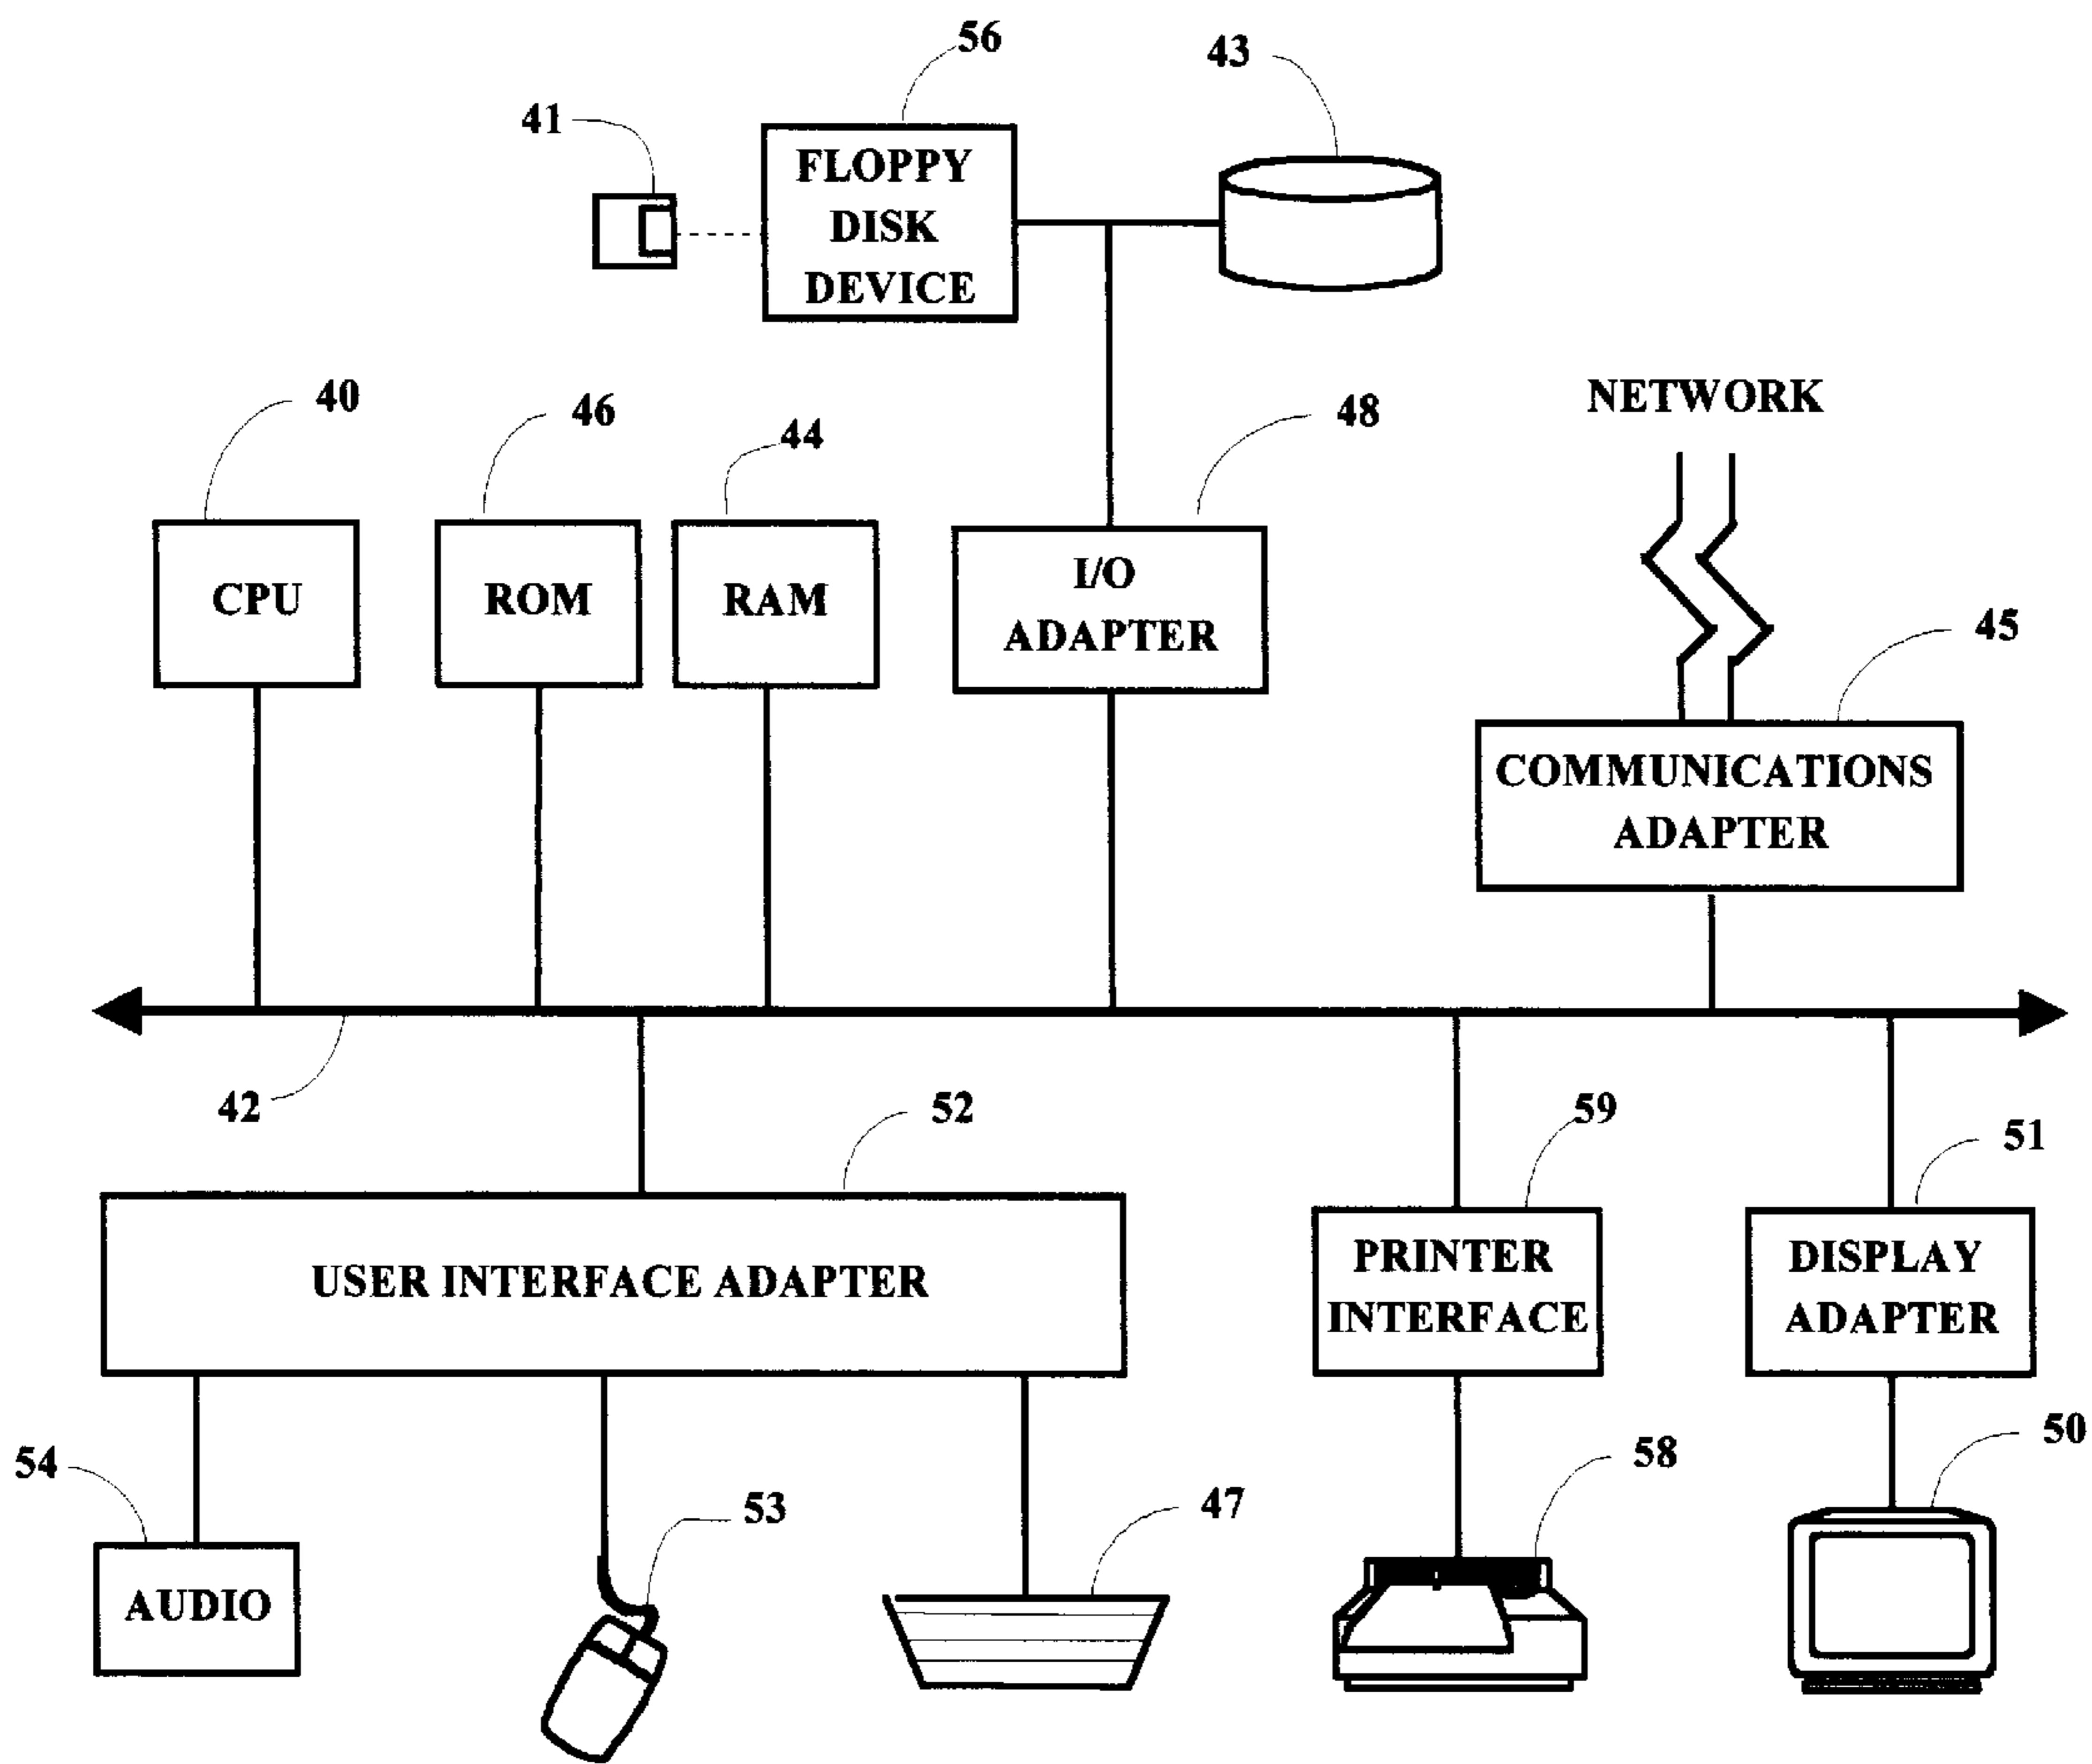 56
43
41
FLOPPY
DISK
DEVICE
40
46
44
48
NETWORK
CPU
ROM
RAM
I/O
ADAPTER
45
COMMUNICATIONS
ADAPTER
42
52
59
51
USER INTERFACE ADAPTER
PRINTER
INTERFACE
DISPLAY
ADAPTER
54
53
47
58
50
AUDIO